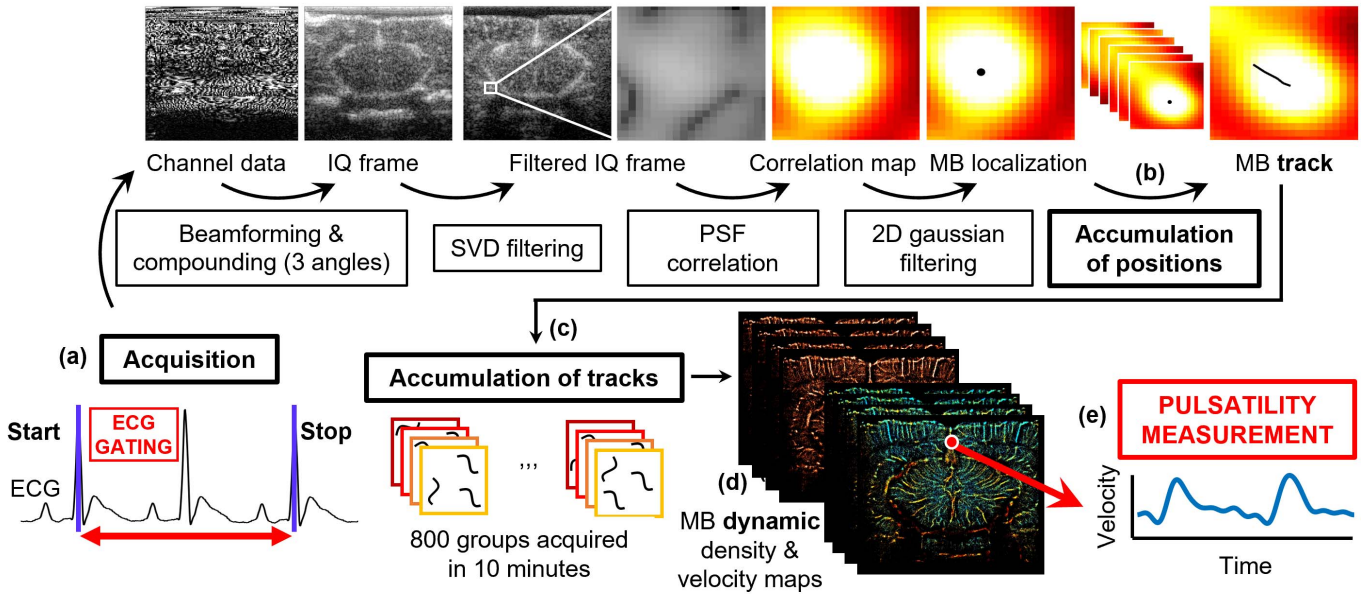 Channel data
IQ frame
Filtered IQ frame
Correlation map
MB localization
(b)
MB track
Beamforming &
compounding (3 angles)
SVD filtering
PSF
correlation
2D gaussian
filtering
Accumulation
of positions
(a)
Acquisition
Start
ECG
GATING
Stop
ECG
(c)
Accumulation of tracks
,,,
800 groups acquired
in 10 minutes
(d)
MB dynamic
density &
velocity maps
(e)
PULSATILITY
MEASUREMENT
Velocity
Time